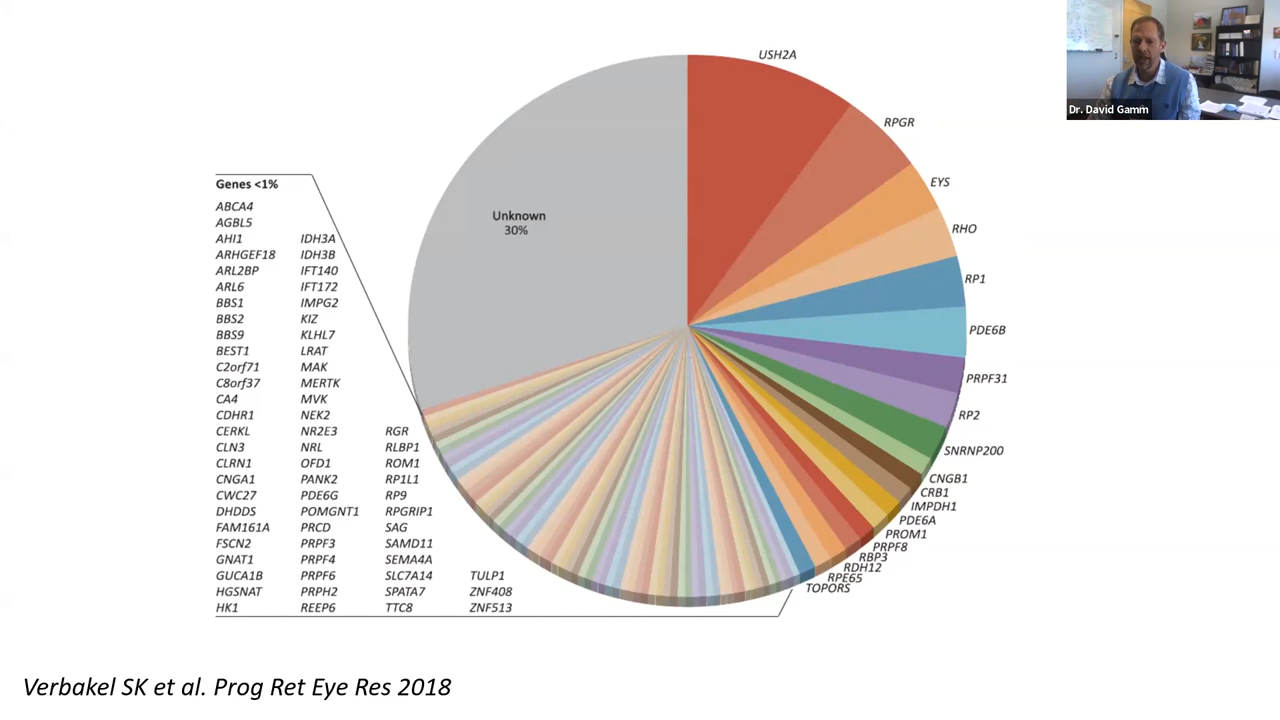 Dr. David Gamm
USH2A
RPGR
EYS
RHO
RP1
PDE6B
PRPF31
RP2
SNRNP200
CNGB1
CRB1
IMPDH1
PDE6A
PROM1
PRPF8
RBP3
RDH12
RPE65
TOPORS
Unknown
30%
Genes <1%
ABCA4
AGBL5
AHI1 IDH3A
ARHGEF18 IDH3B
ARL2BP IFT140
ARL6 IFT172
BBS1 IMPG2
BBS2 KIZ
BBS9 KLHL7
BEST1 LRAT
C2orf71 MAK
C8orf37 MERTK
CA4 MVK
CDHR1 NEK2
CERKL NR2E3 RGR
CLN3 NRL RLBP1
CLRN1 OFD1 ROM1
CNGA1 PANK2 RP1L1
CWC27 PDE6G RP9
DHDDS POMGNT1 RPGRIP1
FAM161A PRCD SAG
FSCN2 PRPF3 SAMD11
GNAT1 PRPF4 SEMA4A
GUCA1B PRPF6 SLC7A14 TULP1
HGSNAT PRPH2 SPATA7 ZNF408
HK1 REEP6 TTC8 ZNF513
Verbakel SK et al. Prog Ret Eye Res 2018